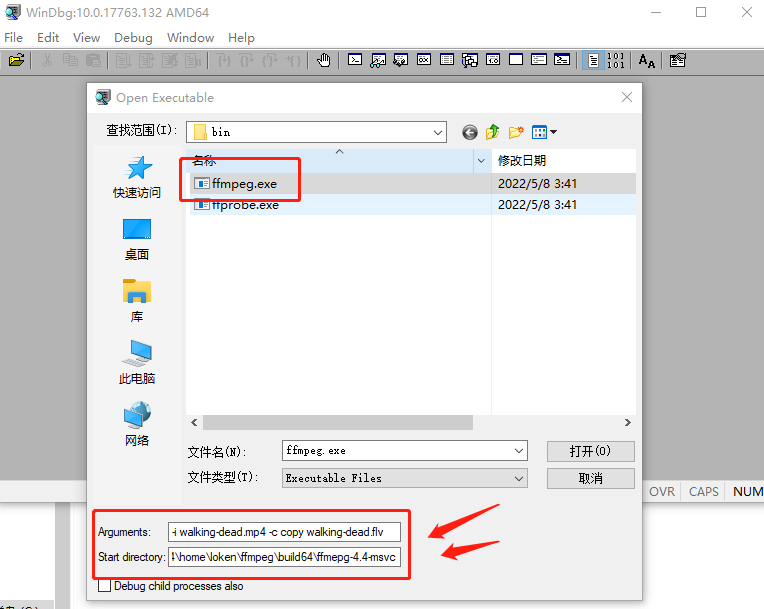 WinDbg:10.0.17763.132 AMD64
File Edit View Debug Window Help
Open Executable
查找范围(I): bin
名称 修改日期
ffmpeg.exe 2022/5/8 3:41
ffprobe.exe 2022/5/8 3:41
快速访问
桌面
库
此电脑
网络
文件名(N): ffmpeg.exe 打开(O)
文件类型(T): Executable Files 取消
OVR CAPS NUM
Arguments: -i walking-dead.mp4 -c copy walking-dead.flv
Start directory: \home\loken\ffmpeg\build64\ffmepg-4.4-msvc
Debug child processes also